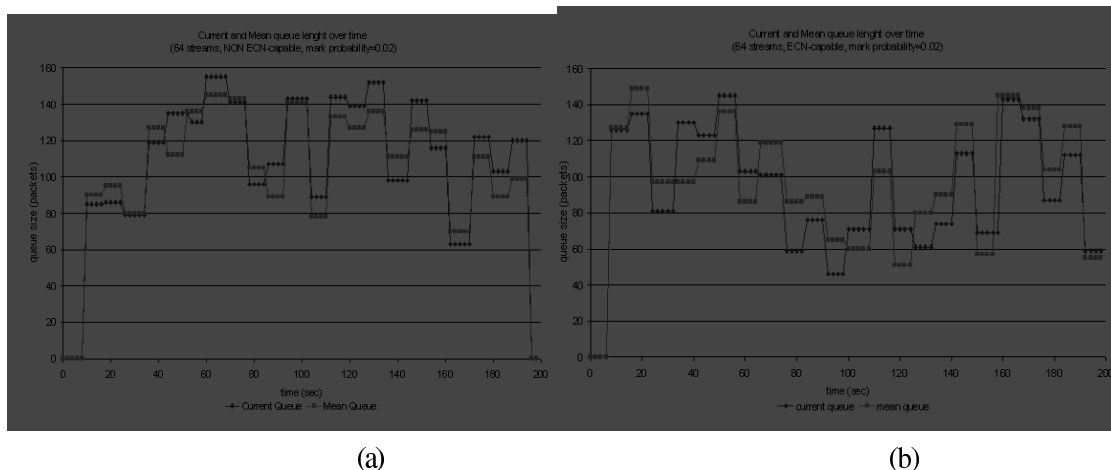 Current and Mean queue lenght over time
(64 streams, NON ECN-capable, mark probability=0.02)
160
140
120
100
80
60
40
20
0
queue size (packets)
0 20 40 60 80 100 120 140 160 180 200
time (sec)
Current Queue Mean Queue
(a)
Current and Mean queue lenght over time
(64 streams, ECN-capable, mark probability=0.02)
160
140
120
100
80
60
40
20
0
queue size (packets)
0 20 40 60 80 100 120 140 160 180 200
time (sec)
current queue mean queue
(b)